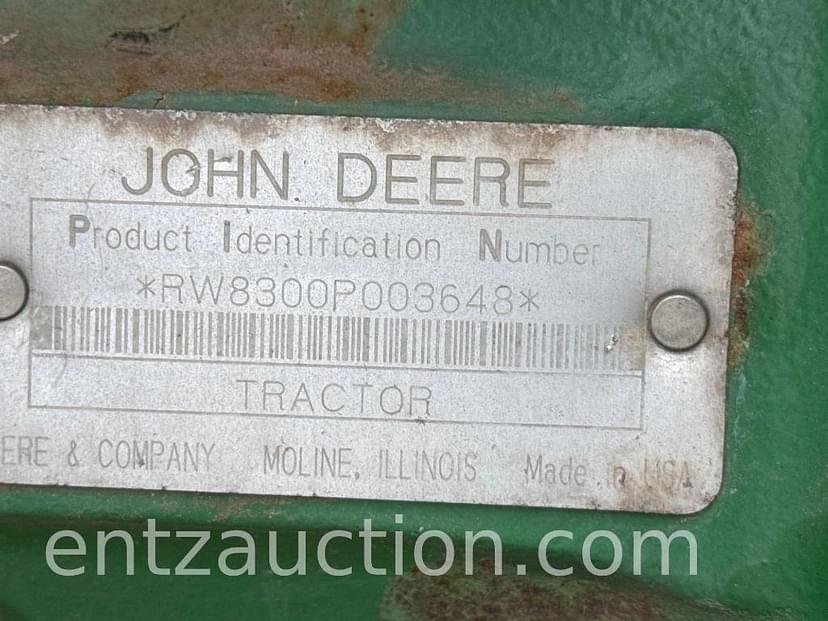 JOHN DEERE
Product Identification Number
*RW8300P003648*
TRACTOR
ERE & COMPANY MOLINE, ILLINOIS Made in USA
entzauction.com